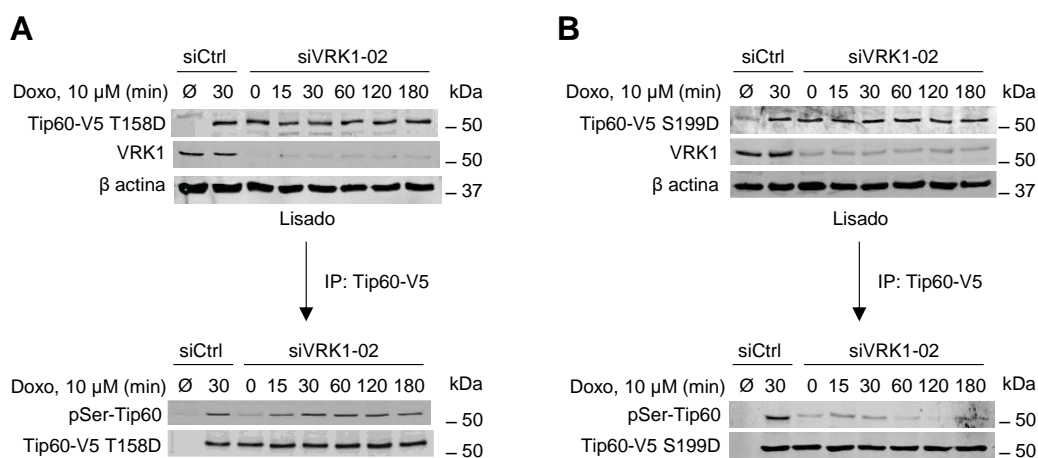 A
siCtrl siVRK1-02
Doxo, 10 μM (min) Ø 30 0 15 30 60 120 180 kDa
Tip60-V5 T158D – 50
VRK1 – 50
β actina – 37
Lisado
IP: Tip60-V5
siCtrl siVRK1-02
Doxo, 10 μM (min) Ø 30 0 15 30 60 120 180 kDa
pSer-Tip60 – 50
Tip60-V5 T158D – 50
B
siCtrl siVRK1-02
Doxo, 10 μM (min) Ø 30 0 15 30 60 120 180 kDa
Tip60-V5 S199D – 50
VRK1 – 50
β actina – 37
Lisado
IP: Tip60-V5
siCtrl siVRK1-02
Doxo, 10 μM (min) Ø 30 0 15 30 60 120 180 kDa
pSer-Tip60 – 50
Tip60-V5 S199D – 50